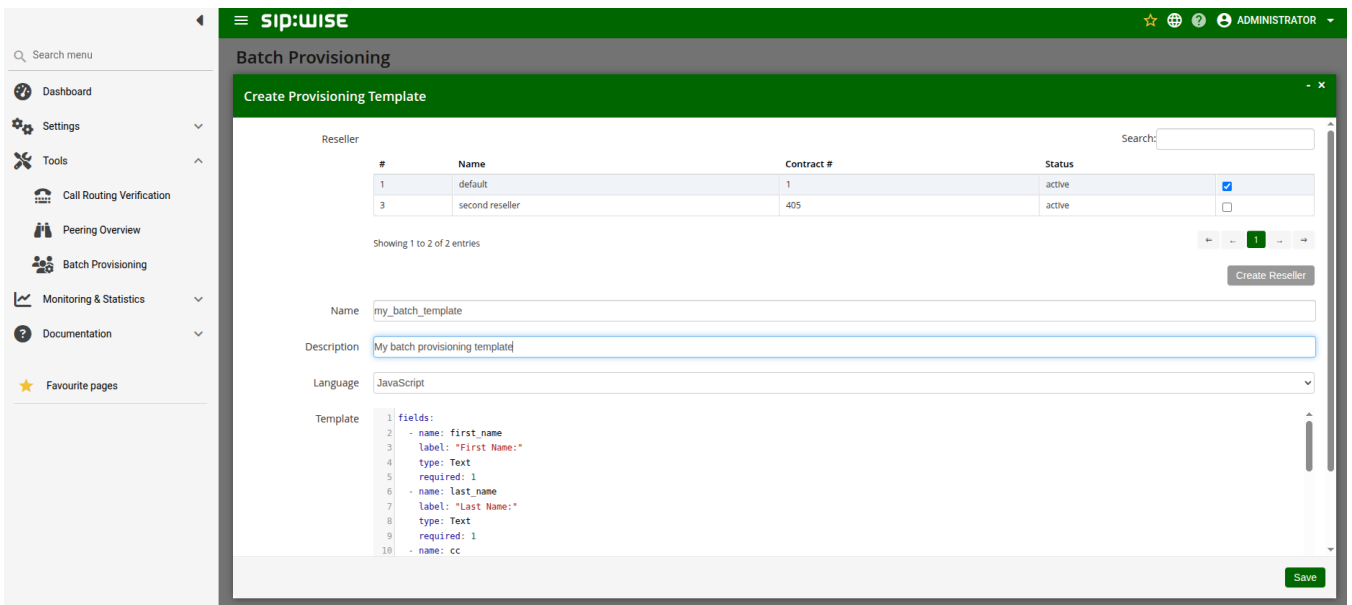 sip:wise
ADMINISTRATOR
Search menu
Dashboard
Settings
Tools
Call Routing Verification
Peering Overview
Batch Provisioning
Monitoring & Statistics
Documentation
Favourite pages
Batch Provisioning
Create Provisioning Template
- x
Reseller
Search:
# Name Contract # Status
1 default 1 active
3 second reseller 405 active
Showing 1 to 2 of 2 entries
⇐ ← 1 → ⇒
Create Reseller
Name my_batch_template
Description My batch provisioning template
Language JavaScript
Template
1 fields:
2 - name: first_name
3 label: "First Name:"
4 type: Text
5 required: 1
6 - name: last_name
7 label: "Last Name:"
8 type: Text
9 required: 1
10 - name: cc
Save